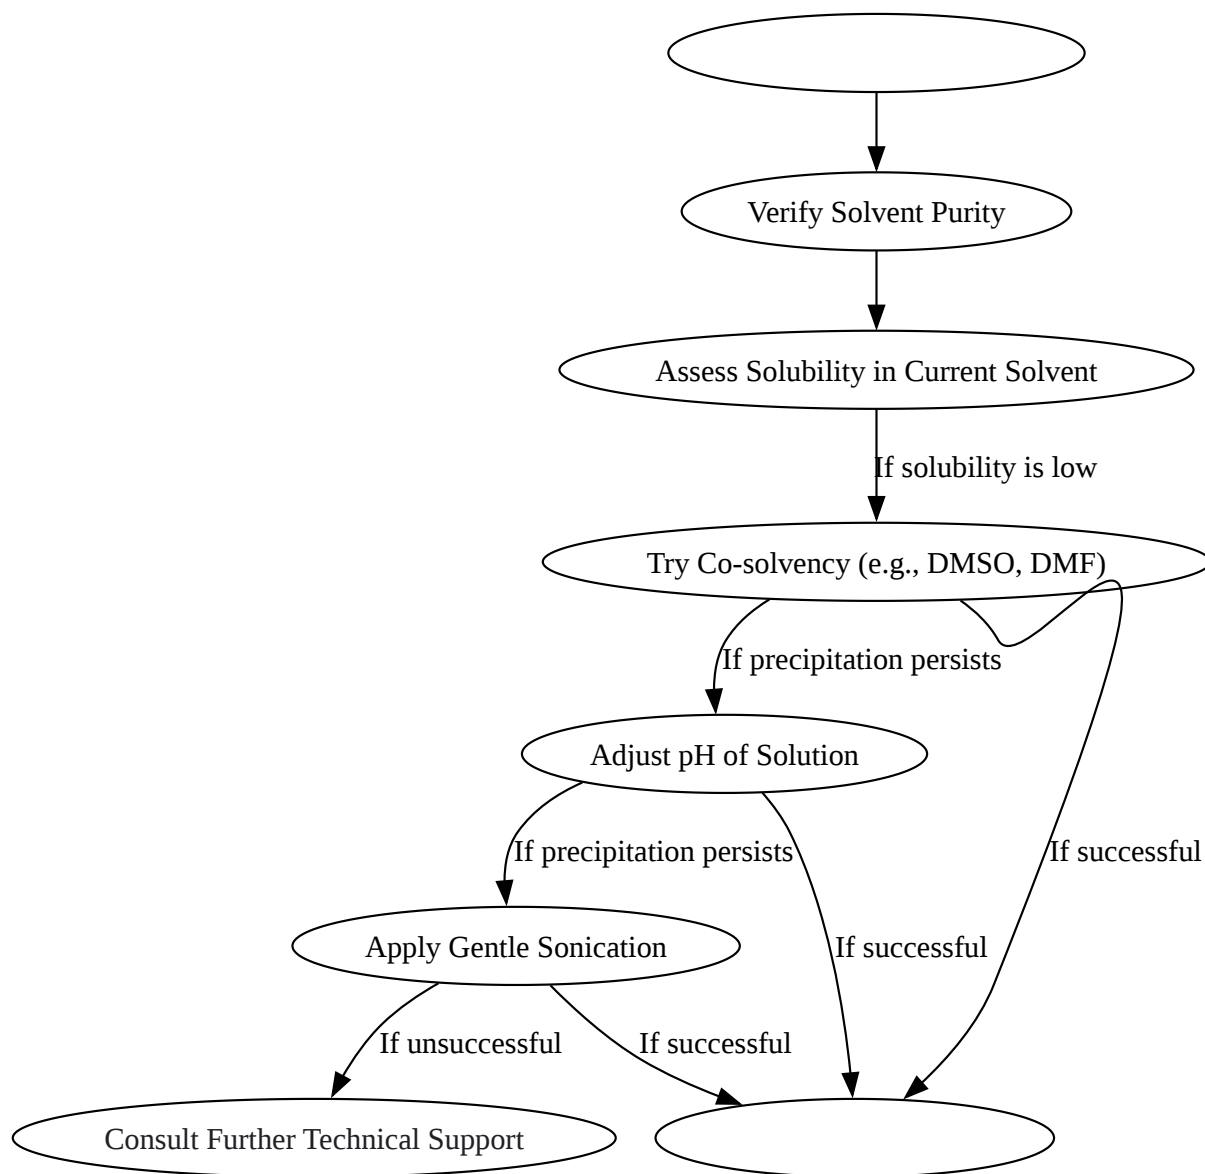 Verify Solvent Purity
Assess Solubility in Current Solvent
If solubility is low
Try Co-solvency (e.g., DMSO, DMF)
If precipitation persists
Adjust pH of Solution
If precipitation persists
If successful
Apply Gentle Sonication
If successful
If unsuccessful
If successful
Consult Further Technical Support